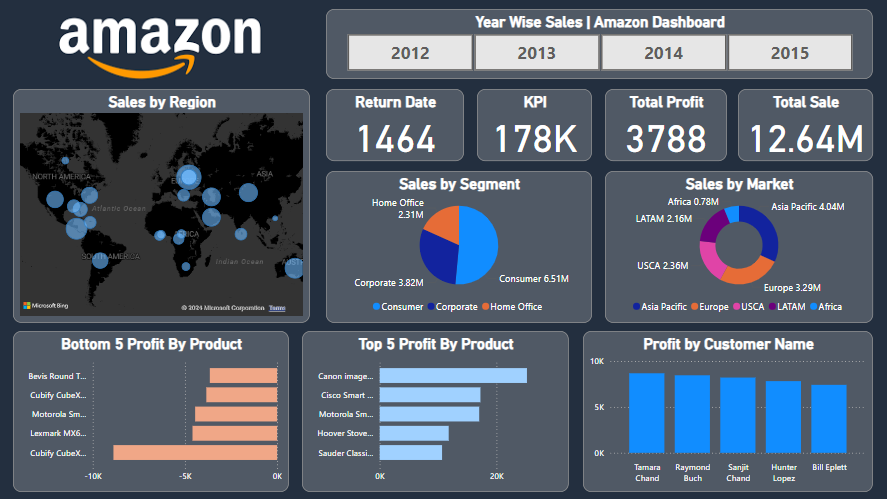 amazon
Year Wise Sales | Amazon Dashboard
2012
2013
2014
2015
Sales by Region
NORTH AMERICA
ASIA
Atlantic Ocean
SOUTH AMERICA
Indian Ocean
Microsoft Bing
© 2024 Microsoft Corporation Terms
Return Date
1464
KPI
178K
Total Profit
3788
Total Sale
12.64M
Sales by Segment
Home Office
2.31M
Corporate 3.82M
Consumer 6.51M
Consumer
Corporate
Home Office
Sales by Market
Africa 0.78M
Asia Pacific 4.04M
LATAM 2.16M
USCA 2.36M
Europe 3.29M
Asia Pacific
Europe
USCA
LATAM
Africa
Bottom 5 Profit By Product
Bevis Round T...
Cubify CubeX...
Motorola Sm...
Lexmark MX6...
Cubify CubeX...
-10K
-5K
0K
Top 5 Profit By Product
Canon image...
Cisco Smart ...
Motorola Sm...
Hoover Stove...
Sauder Classi...
0K
20K
Profit by Customer Name
10K
5K
0K
Tamara
Chand
Raymond
Buch
Sanjit
Chand
Hunter
Lopez
Bill Eplett